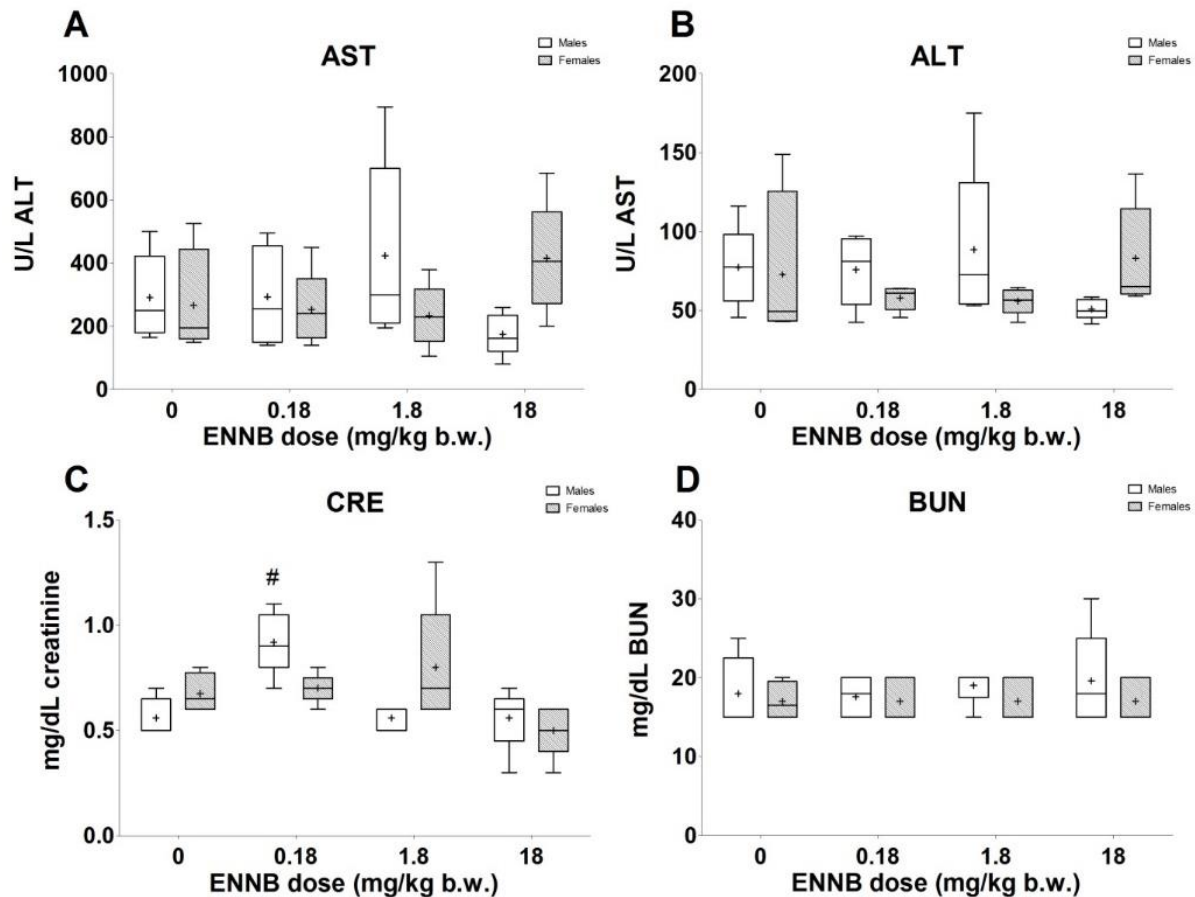 A
AST
Males
Females
U/L ALT
1000
800
600
400
200
0
0 0.18 1.8 18
ENNB dose (mg/kg b.w.)
B
ALT
Males
Females
U/L AST
200
150
100
50
0
0 0.18 1.8 18
ENNB dose (mg/kg b.w.)
C
CRE
Males
Females
mg/dL creatinine
1.5
1.0
0.5
0.0
#
0 0.18 1.8 18
ENNB dose (mg/kg b.w.)
D
BUN
Males
Females
mg/dL BUN
40
30
20
10
0
0 0.18 1.8 18
ENNB dose (mg/kg b.w.)